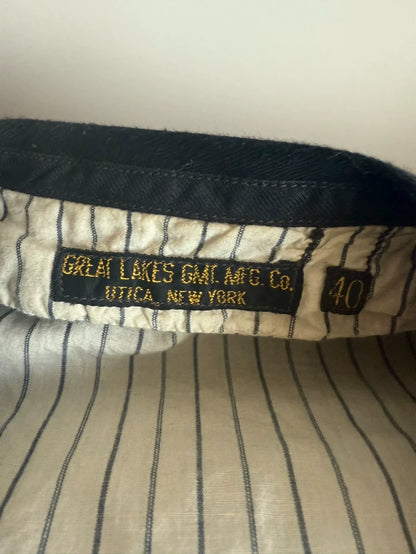 GREAT LAKES GMT. MFG. Co.
UTICA, NEW YORK
40